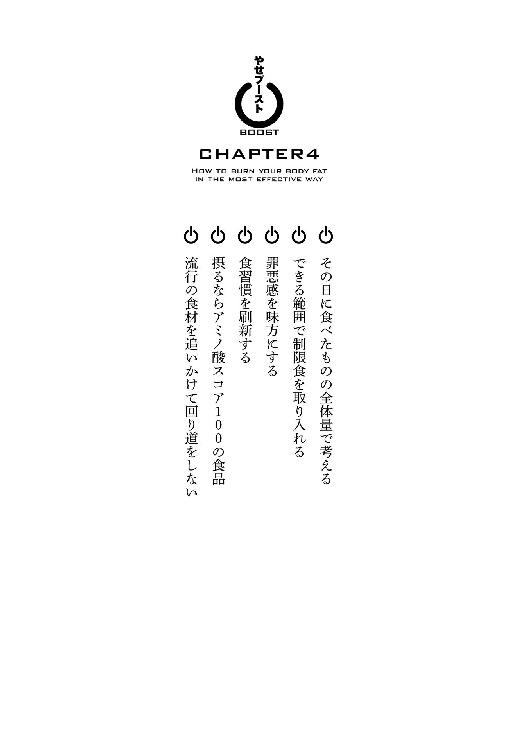 やせブースト
BOOST
CHAPTER4
HOW TO BURN YOUR BODY FAT
IN THE MOST EFFECTIVE WAY
その日に食べたものの全体量で考える
できる範囲で制限食を取り入れる
罪悪感を味方にする
食習慣を刷新する
摂るならアミノ酸スコア100の食品
流行の食材を追いかけて回り道をしない